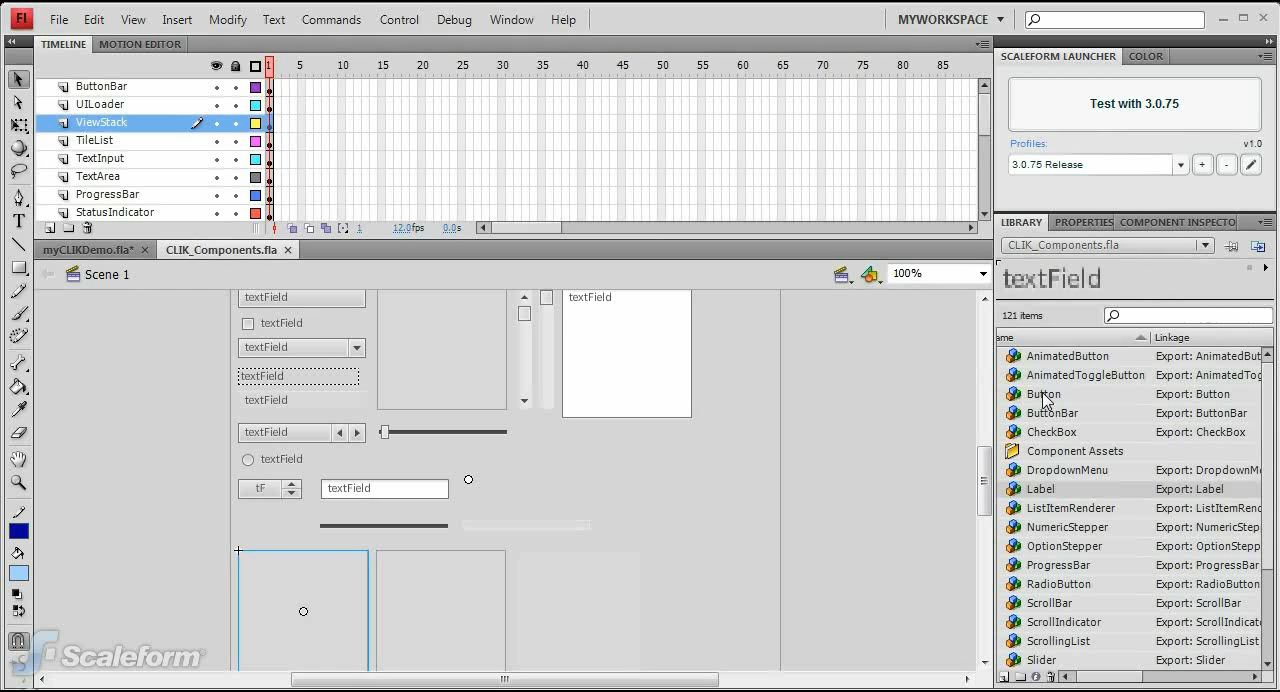 Fl File Edit View Insert Modify Text Commands Control Debug Window Help MYWORKSPACE
TIMELINE MOTION EDITOR
1 5 10 15 20 25 30 35 40 45 50 55 60 65 70 75 80 85
ButtonBar
UILoader
ViewStack
TileList
TextInput
TextArea
ProgressBar
StatusIndicator
1 12.0fps 0.0s
myCLIKDemo.fla* CLIK_Components.fla
Scene 1 100%
textField textField
textField
textField
textField
textField
textField
textField
tF textField
Scaleform
SCALEFORM LAUNCHER COLOR
Test with 3.0.75
Profiles: v1.0
3.0.75 Release + -
LIBRARY PROPERTIES COMPONENT INSPECTO
CLIK_Components.fla
textField
121 items
ame Linkage
AnimatedButton Export: AnimatedBut
AnimatedToggleButton Export: AnimatedTog
Button Export: Button
ButtonBar Export: ButtonBar
CheckBox Export: CheckBox
Component Assets
DropdownMenu Export: DropdownMe
Label Export: Label
ListItemRenderer Export: ListItemRend
NumericStepper Export: NumericStepp
OptionStepper Export: OptionStepp
ProgressBar Export: ProgressBar
RadioButton Export: RadioButton
ScrollBar Export: ScrollBar
ScrollIndicator Export: ScrollIndicato
ScrollingList Export: ScrollingList
Slider Export: Slider